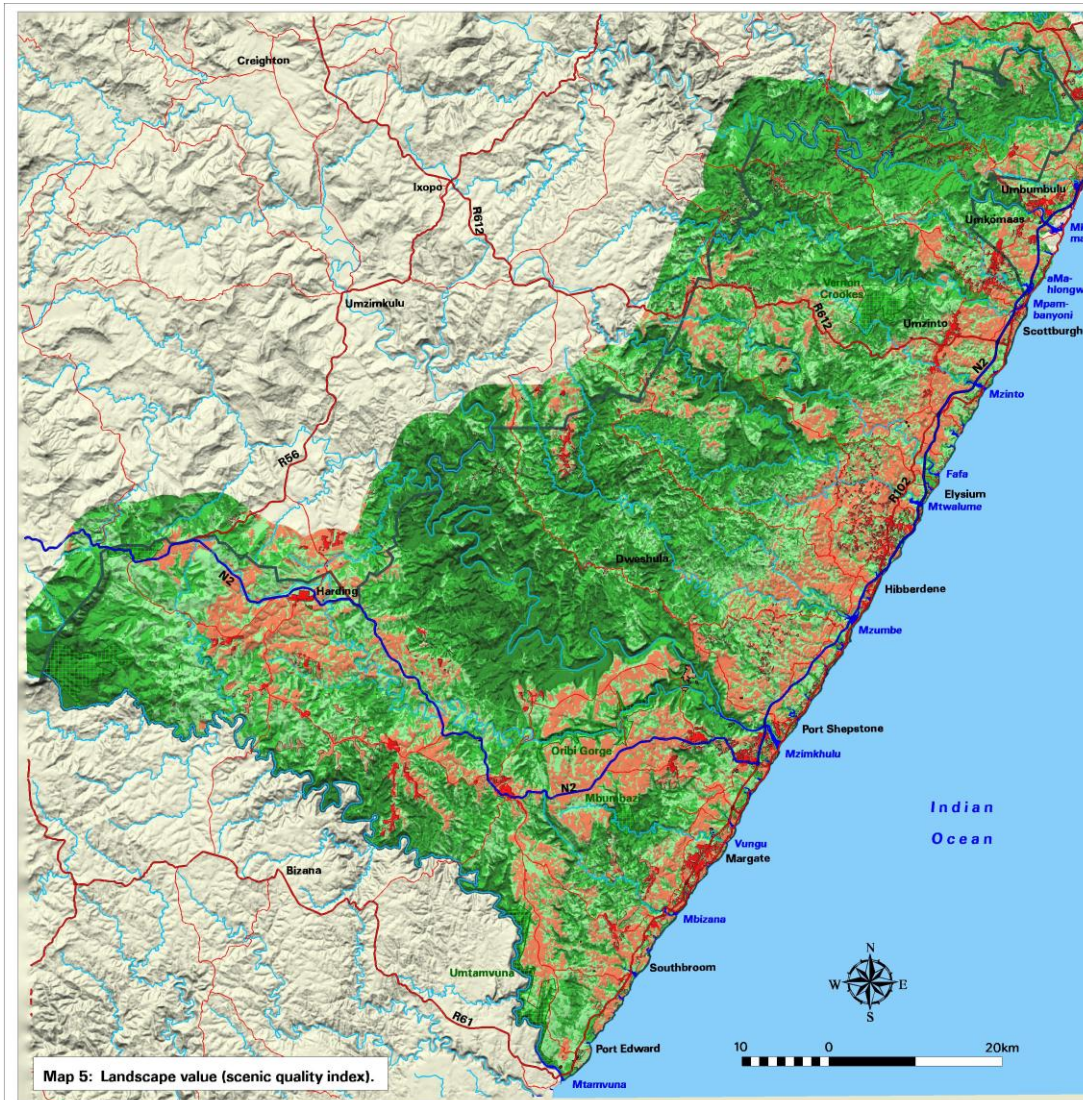 Creighton
Ixopo
R612
Umzimkulu
R56
Umbumbulu
Umkomaas
aMa-
hlongw
Mpam-
banyoni
Scottburgh
Vernon
Crookes
R612
Umzinto
N2
Mzinto
Fafa
R102
Elysium
Mtwalume
Dweshula
Hibberdene
Mzumbe
N2
Harding
Port Shepstone
Mzimkhulu
Oribi Gorge
N2
Mbumbazi
Indian
Ocean
Vungu
Margate
Bizana
Mbizana
Umtamvuna
Southbroom
R61
Port Edward
Mtamvuna
N
W E
S
10 0 20km
Map 5: Landscape value (scenic quality index).